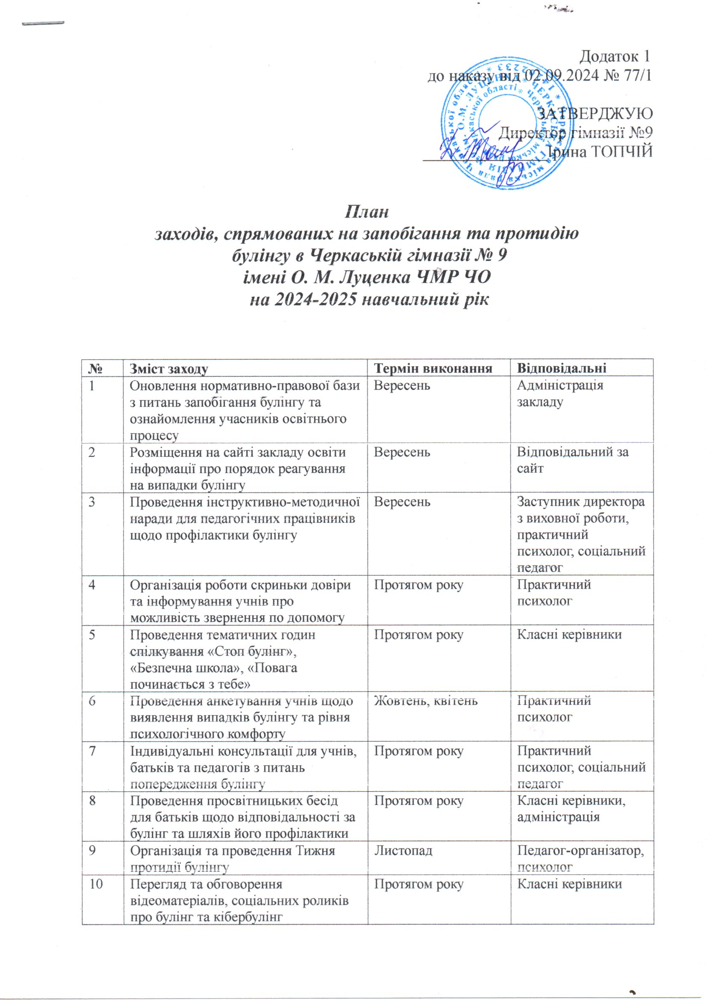 Додаток 1
до наказу від 02.09.2024 № 77/1
ЗАТВЕРДЖУЮ
Директор гімназії №9
Ірина ТОПЧІЙ
План
заходів, спрямованих на запобігання та протидію
булінгу в Черкаській гімназії № 9
імені О. М. Луценка ЧМР ЧО
на 2024-2025 навчальний рік
№ Зміст заходу Термін виконання Відповідальні
1 Оновлення нормативно-правової бази Вересень Адміністрація
з питань запобігання булінгу та закладу
ознайомлення учасників освітнього
процесу
2 Розміщення на сайті закладу освіти Вересень Відповідальний за
інформації про порядок реагування сайт
на випадки булінгу
3 Проведення інструктивно-методичної Вересень Заступник директора
наради для педагогічних працівників з виховної роботи,
щодо профілактики булінгу практичний
психолог, соціальний
педагог
4 Організація роботи скриньки довіри Протягом року Практичний
та інформування учнів про психолог
можливість звернення по допомогу
5 Проведення тематичних годин Протягом року Класні керівники
спілкування «Стоп булінг»,
«Безпечна школа», «Повага
починається з тебе»
6 Проведення анкетування учнів щодо Жовтень, квітень Практичний
виявлення випадків булінгу та рівня психолог
психологічного комфорту
7 Індивідуальні консультації для учнів, Протягом року Практичний
батьків та педагогів з питань психолог, соціальний
попередження булінгу педагог
8 Проведення просвітницьких бесід Протягом року Класні керівники,
для батьків щодо відповідальності за адміністрація
булінг та шляхів його профілактики
9 Організація та проведення Тижня Листопад Педагог-організатор,
протидії булінгу психолог
10 Перегляд та обговорення Протягом року Класні керівники
відеоматеріалів, соціальних роликів
про булінг та кібербулінг